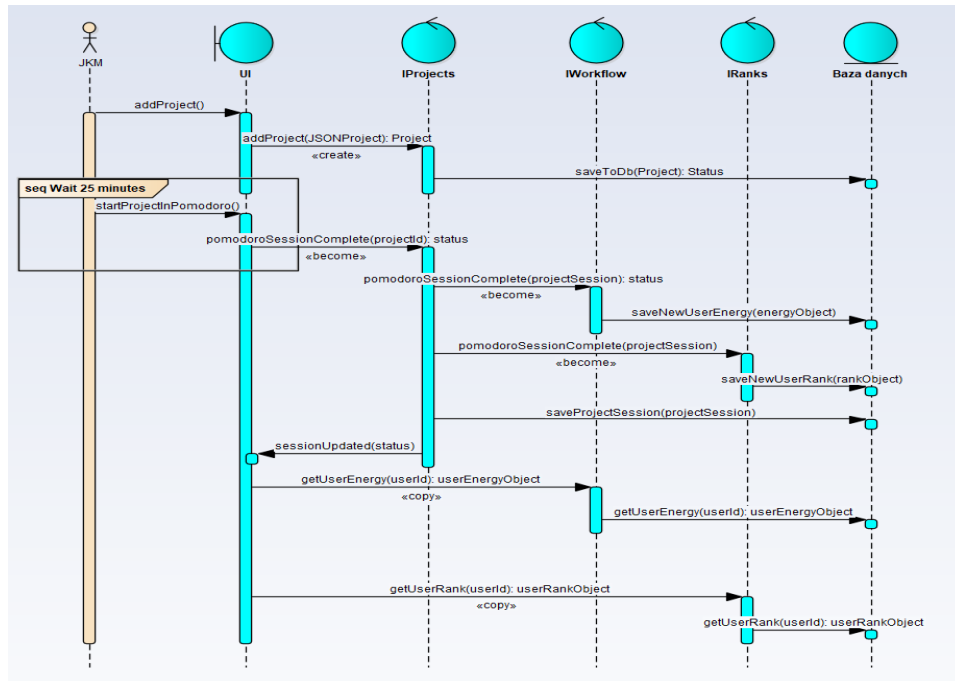 JKM
UI
IProjects
IWorkflow
IRanks
Baza danych
addProject()
addProject(JSONProject): Project
«create»
saveToDb(Project): Status
seq Wait 25 minutes
startProjectInPomodoro()
pomodoroSessionComplete(projectId): status
«become»
pomodoroSessionComplete(projectSession): status
«become»
saveNewUserEnergy(energyObject)
pomodoroSessionComplete(projectSession)
«become»
saveNewUserRank(rankObject)
saveProjectSession(projectSession)
sessionUpdated(status)
getUserEnergy(userId): userEnergyObject
«copy»
getUserEnergy(userId): userEnergyObject
getUserRank(userId): userRankObject
«copy»
getUserRank(userId): userRankObject